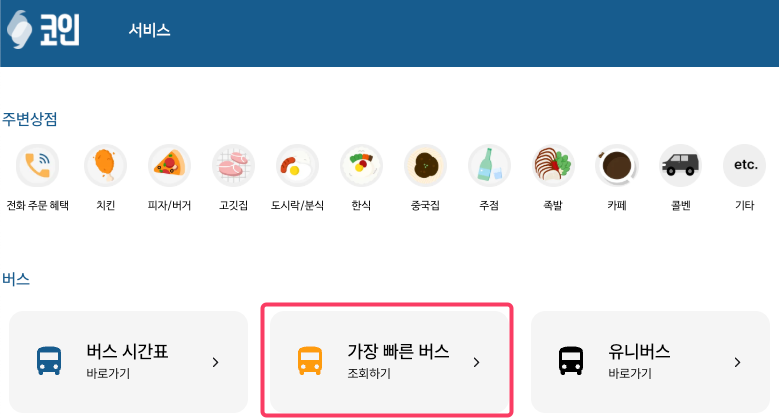 코인 서비스
주변상점
etc.
전화 주문 혜택 치킨 피자/버거 고깃집 도시락/분식 한식 중국집 주점 족발 카페 콜벤 기타
버스
버스 시간표
바로가기
가장 빠른 버스
조회하기
유니버스
바로가기